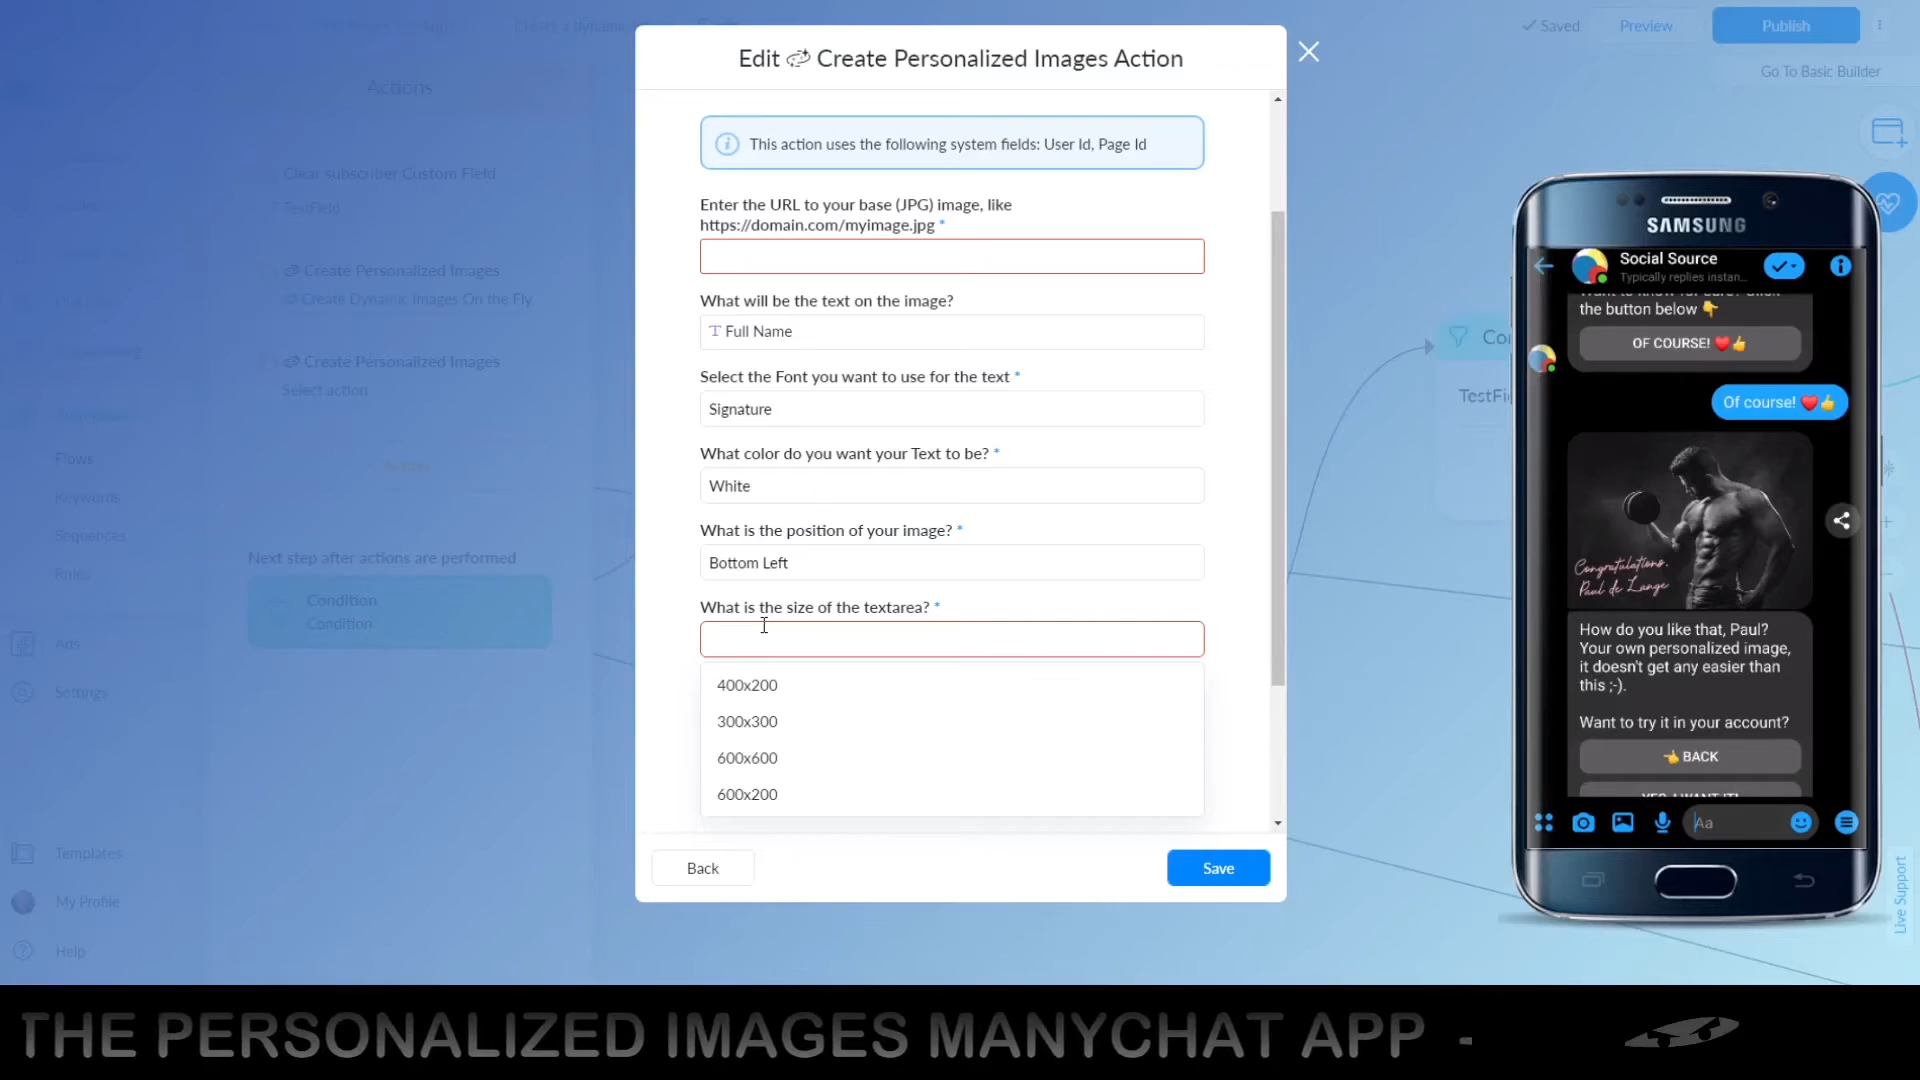 Saved
Preview
Publish
Go To Basic Builder
Actions
Clear subscriber Custom Field
TestField
Create Personalized Images
Create Dynamic Images On the Fly
Create Personalized Images
Select action
Flows
Keywords
Sequences
Rules
Next step after actions are performed
Condition
Condition
Ads
Settings
Templates
My Profile
Help
Edit Create Personalized Images Action
This action uses the following system fields: User Id, Page Id
Enter the URL to your base (JPG) image, like
https://domain.com/myimage.jpg *
What will be the text on the image?
Full Name
Select the Font you want to use for the text *
Signature
What color do you want your Text to be? *
White
What is the position of your image? *
Bottom Left
What is the size of the textarea? *
400x200
300x300
600x600
600x200
Back
Save
SAMSUNG
Social Source
Typically replies instan...
the button below 👇
OF COURSE! ❤️👍
Of course! ❤️👍
Congratulations,
Paul de Lange
How do you like that, Paul?
Your own personalized image,
it doesn't get any easier than
this ;-).
Want to try it in your account?
👈 BACK
Aa
Live Support
THE PERSONALIZED IMAGES MANYCHAT APP -